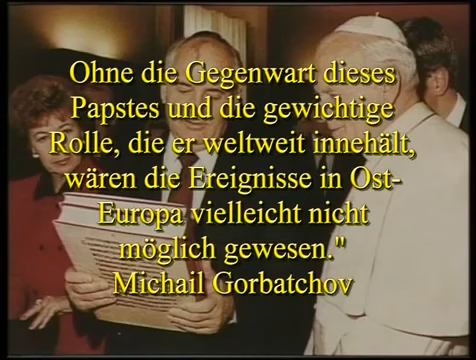 Ohne die Gegenwart dieses
Papstes und die gewichtige
Rolle, die er weltweit innehält,
wären die Ereignisse in Ost-
Europa vielleicht nicht
möglich gewesen."
Michail Gorbatchov